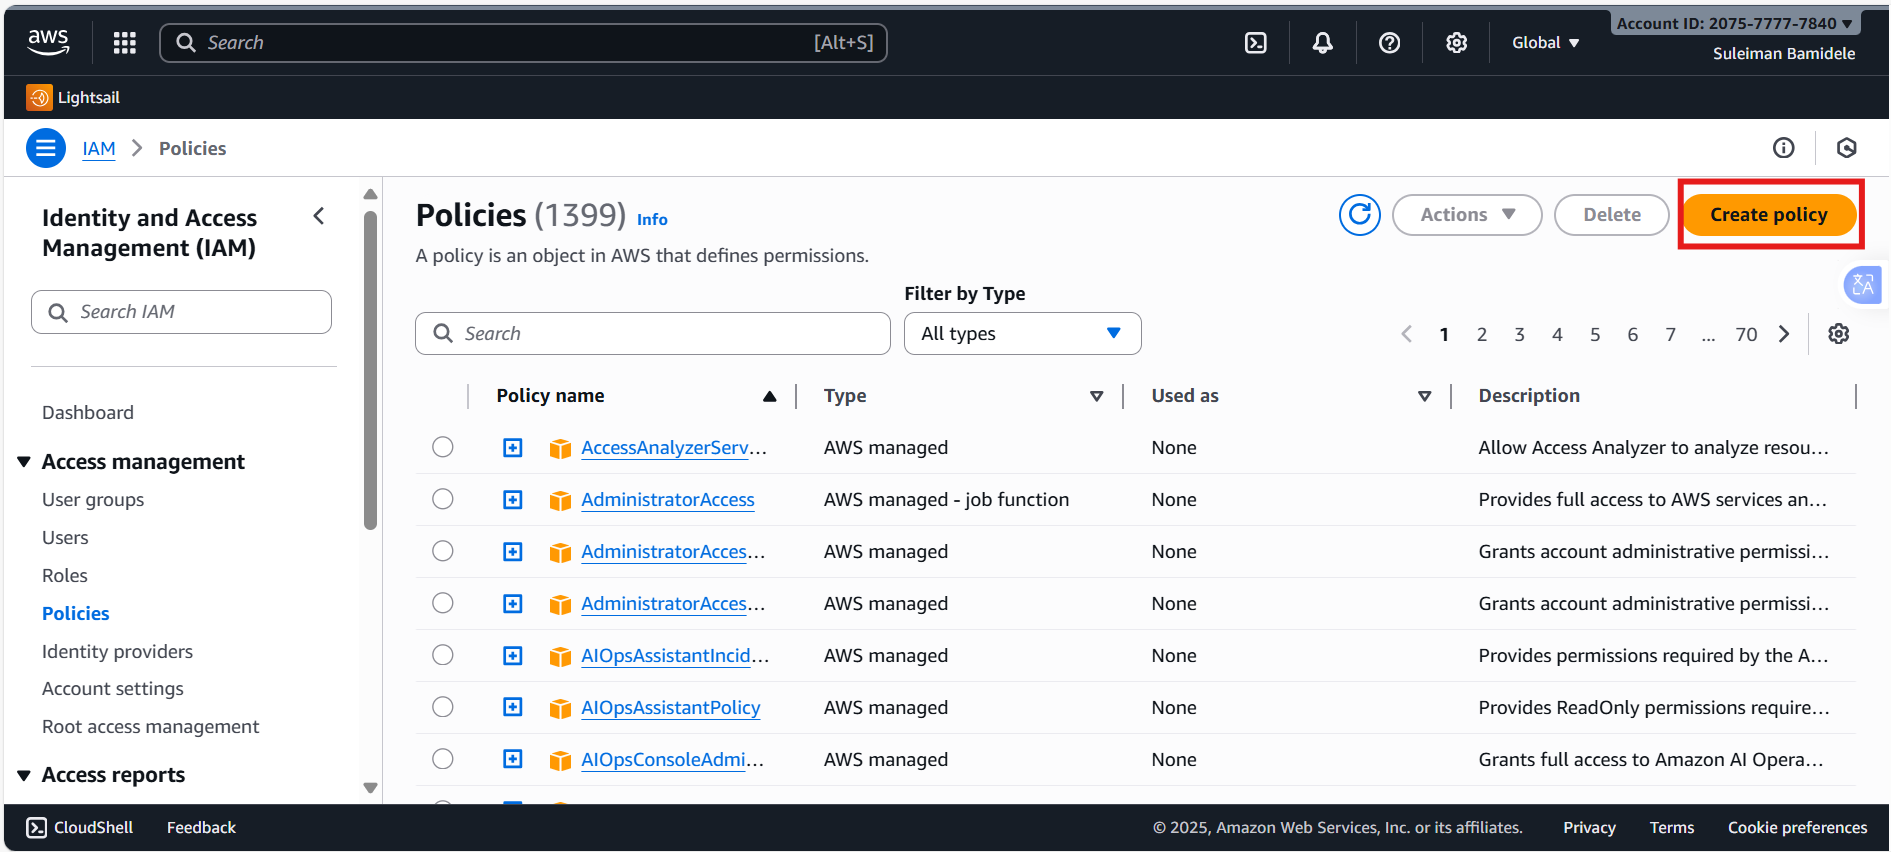 aws
Search
[Alt+S]
Global
Account ID: 2075-7777-7840
Suleiman Bamidele
Lightsail
IAM
Policies
Identity and Access
Management (IAM)
Search IAM
Dashboard
Access management
User groups
Users
Roles
Policies
Identity providers
Account settings
Root access management
Access reports
Policies (1399) Info
A policy is an object in AWS that defines permissions.
Actions
Delete
Create policy
Filter by Type
Search
All types
1 2 3 4 5 6 7 ... 70
Policy name Type Used as Description
AccessAnalyzerServ... AWS managed None Allow Access Analyzer to analyze resou...
AdministratorAccess AWS managed - job function None Provides full access to AWS services an...
AdministratorAcces... AWS managed None Grants account administrative permissi...
AdministratorAcces... AWS managed None Grants account administrative permissi...
AIOpsAssistantIncid... AWS managed None Provides permissions required by the A...
AIOpsAssistantPolicy AWS managed None Provides ReadOnly permissions require...
AIOpsConsoleAdmi... AWS managed None Grants full access to Amazon AI Opera...
CloudShell
Feedback
© 2025, Amazon Web Services, Inc. or its affiliates.
Privacy
Terms
Cookie preferences